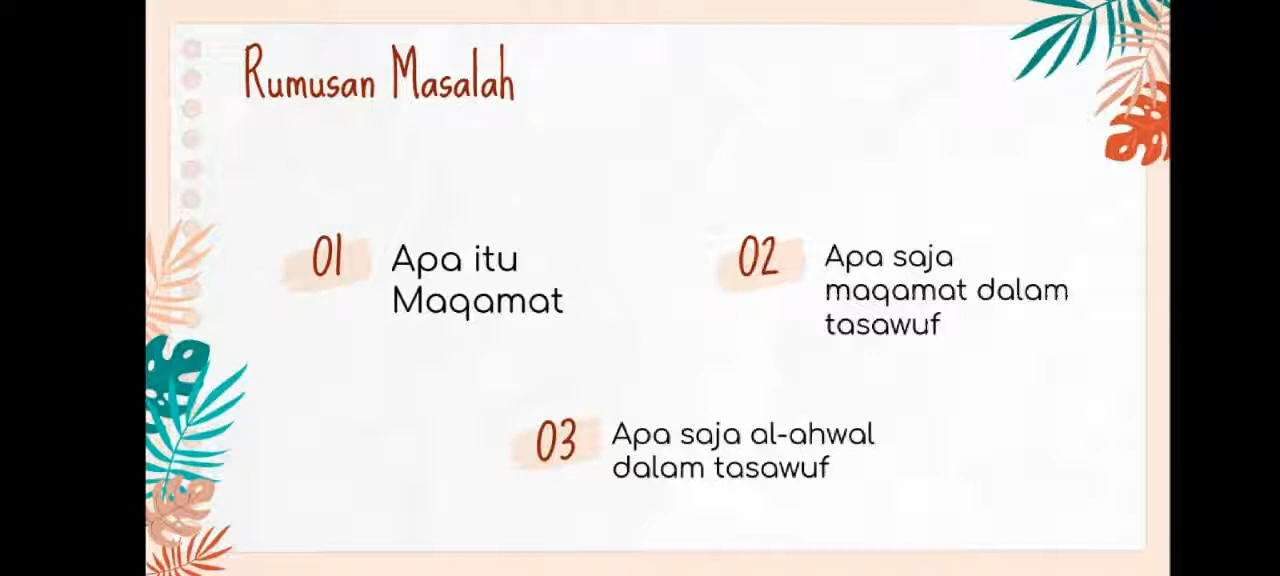 Rumusan Masalah
01
Apa itu
Maqamat
02
Apa saja
maqamat dalam
tasawuf
03
Apa saja al-ahwal
dalam tasawuf